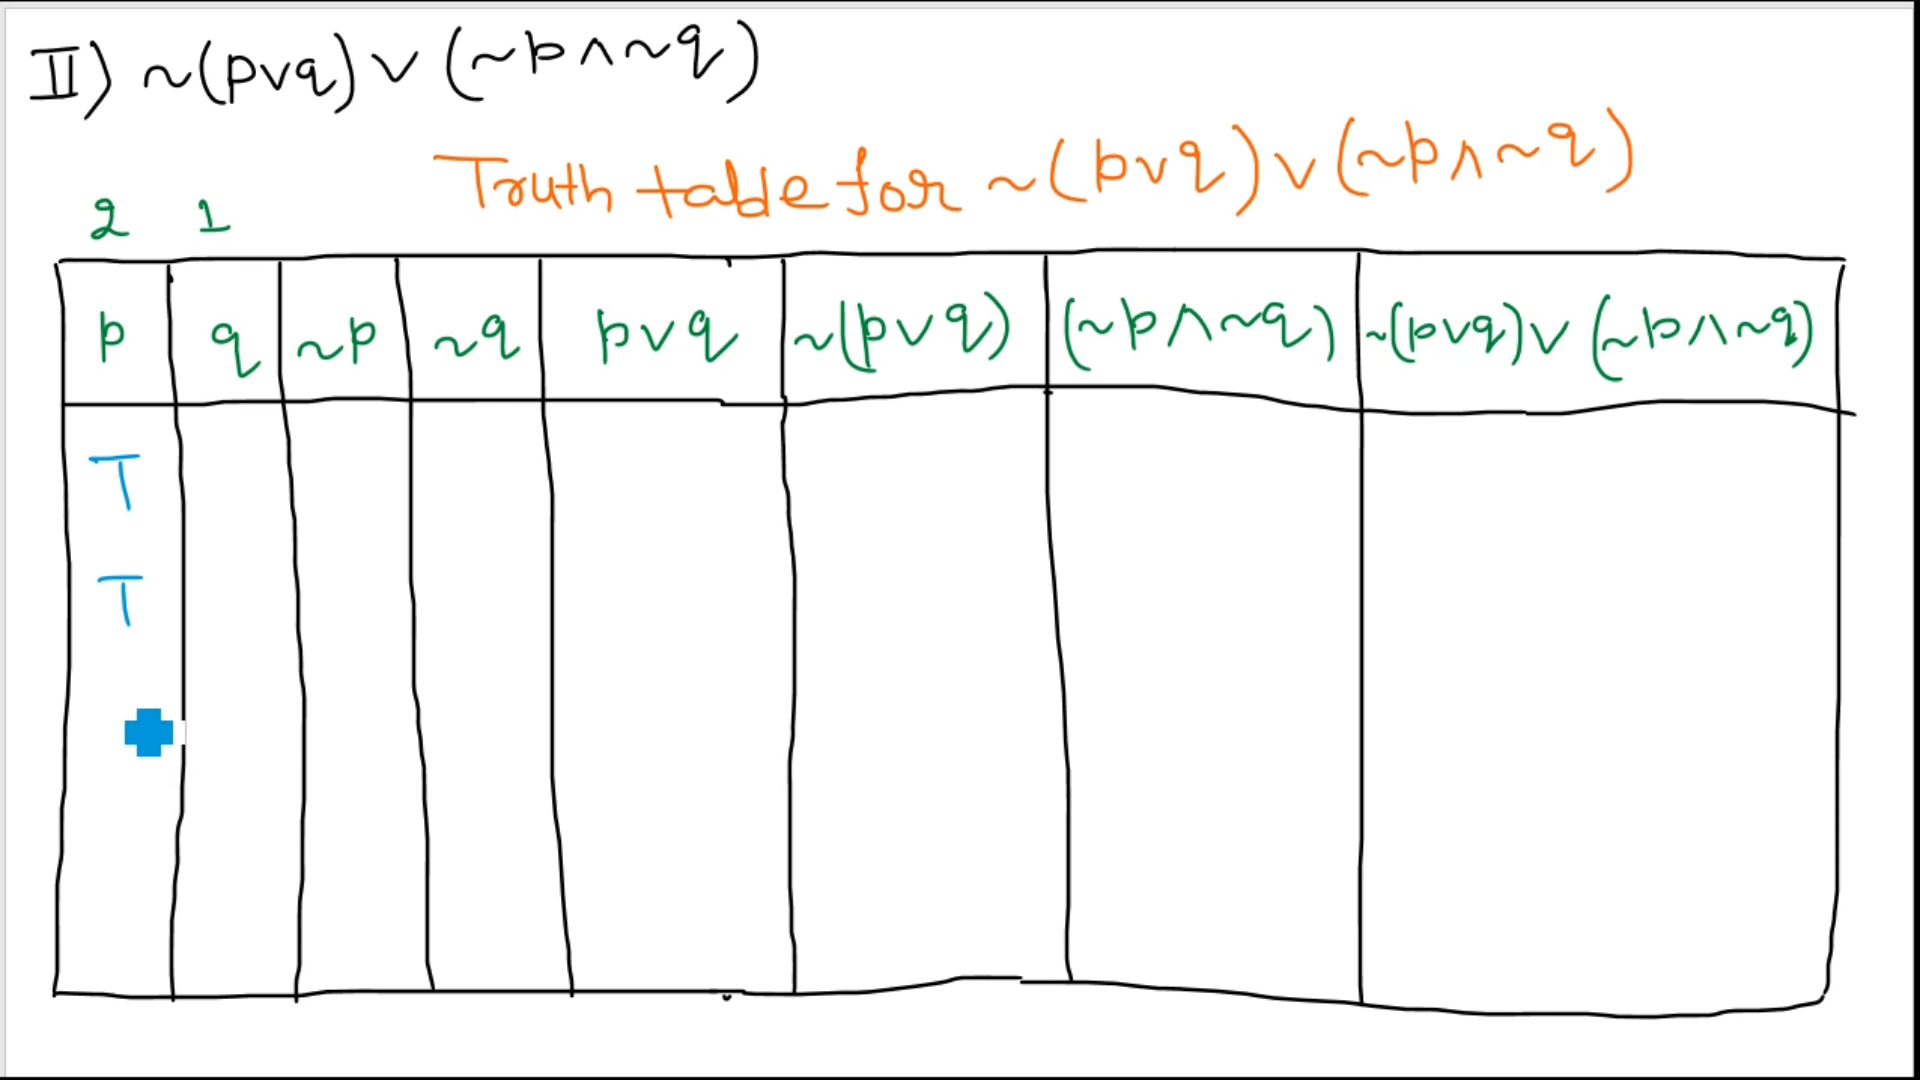 II) ~(p∨q) ∨ (~p∧~q)
Truth table for ~(p∨q)∨(~p∧~q)
2 1
p q ~p ~q p∨q ~(p∨q) (~p∧~q) ~(p∨q)∨(~p∧~q)
T
T